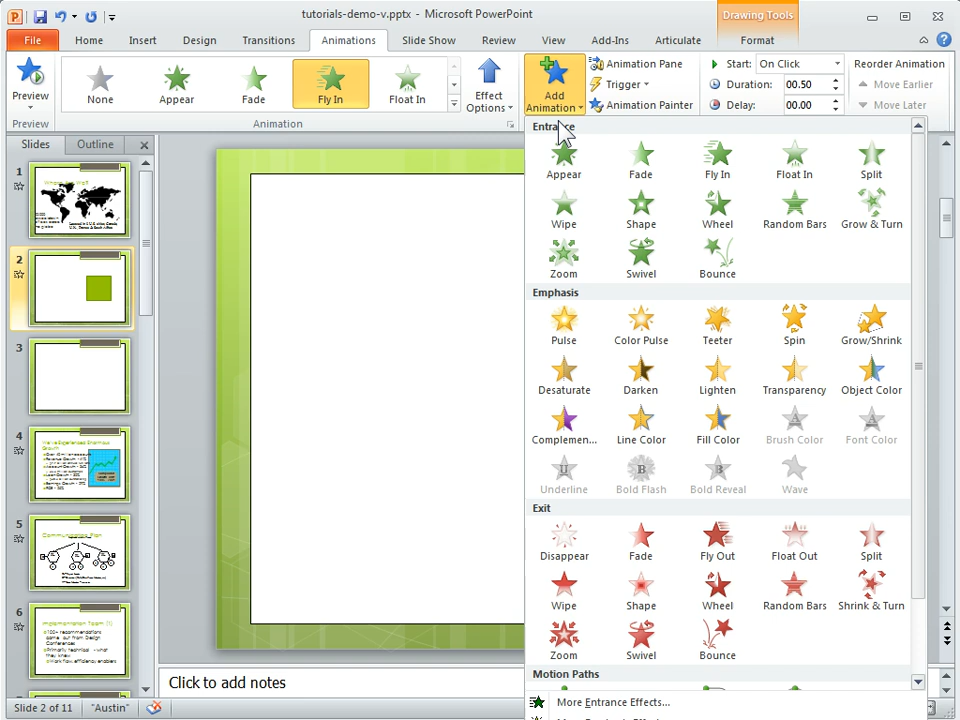 tutorials-demo-v.pptx - Microsoft PowerPoint
Drawing Tools
File Home Insert Design Transitions Animations Slide Show Review View Add-Ins Articulate Format
Preview
None Appear Fade Fly In Float In
Effect Options
Add Animation
Animation Pane
Trigger
Animation Painter
Start: On Click
Duration: 00.50
Delay: 00.00
Reorder Animation
Move Earlier
Move Later
Preview
Animation
Slides Outline
1
2
3
4
5
6
Entrance
Appear Fade Fly In Float In Split
Wipe Shape Wheel Random Bars Grow & Turn
Zoom Swivel Bounce
Emphasis
Pulse Color Pulse Teeter Spin Grow/Shrink
Desaturate Darken Lighten Transparency Object Color
Complemen... Line Color Fill Color Brush Color Font Color
Underline Bold Flash Bold Reveal Wave
Exit
Disappear Fade Fly Out Float Out Split
Wipe Shape Wheel Random Bars Shrink & Turn
Zoom Swivel Bounce
Motion Paths
More Entrance Effects...
Click to add notes
Slide 2 of 11 "Austin"